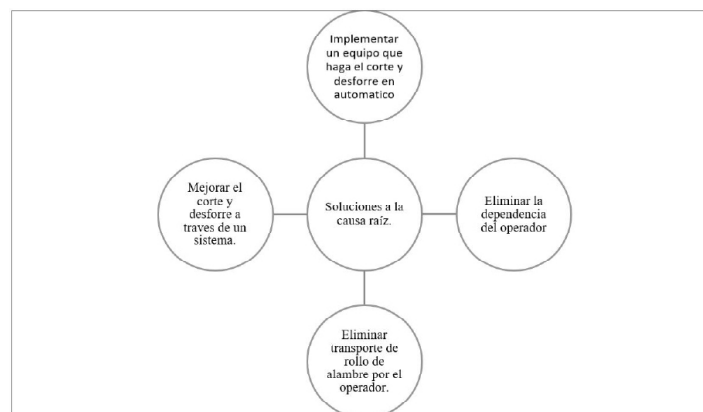 Implementar
un equipo que
haga el corte y
desforre en
automatico
Mejorar el
corte y
desforre a
traves de un
sistema.
Soluciones a la
causa raíz.
Eliminar la
dependencia
del operador
Eliminar
transporte de
rollo de
alambre por el
operador.